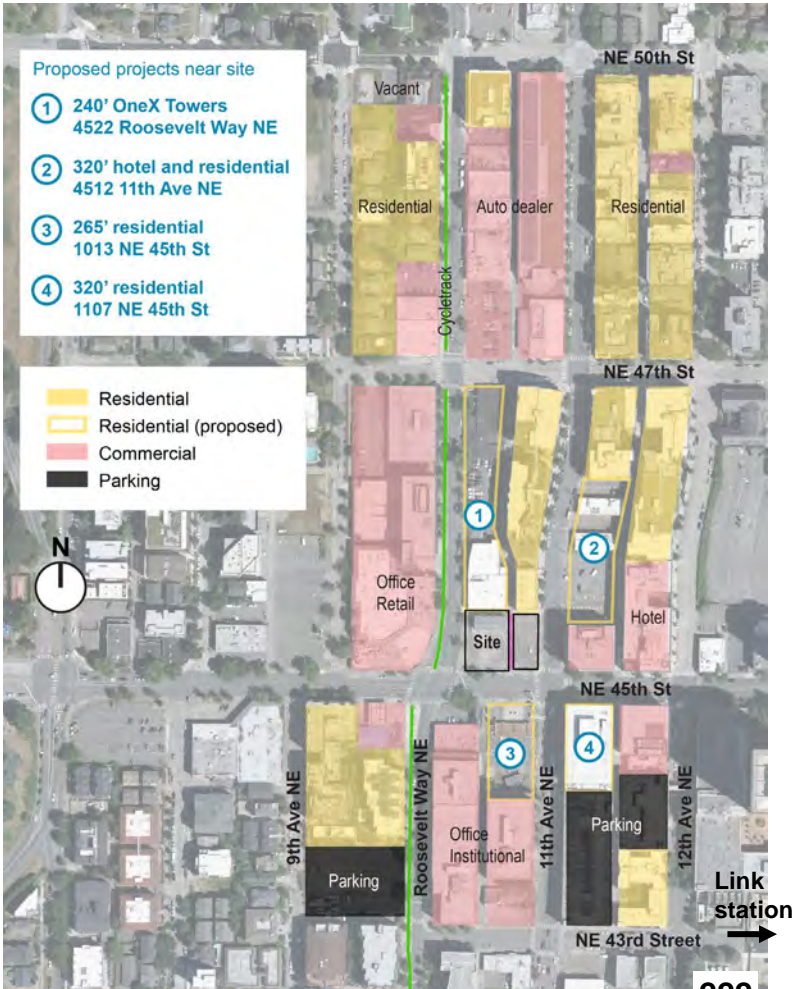 Proposed projects near site
1 240' OneX Towers
4522 Roosevelt Way NE
2 320' hotel and residential
4512 11th Ave NE
3 265' residential
1013 NE 45th St
4 320' residential
1107 NE 45th St
Residential
Residential (proposed)
Commercial
Parking
N
NE 50th St
Vacant
Residential
Auto dealer
Residential
Cycletrack
NE 47th St
1
2
Office
Retail
Hotel
Site
NE 45th St
3
4
9th Ave NE
Roosevelt Way NE
11th Ave NE
12th Ave NE
Office
Institutional
Parking
Parking
Link
station
NE 43rd Street